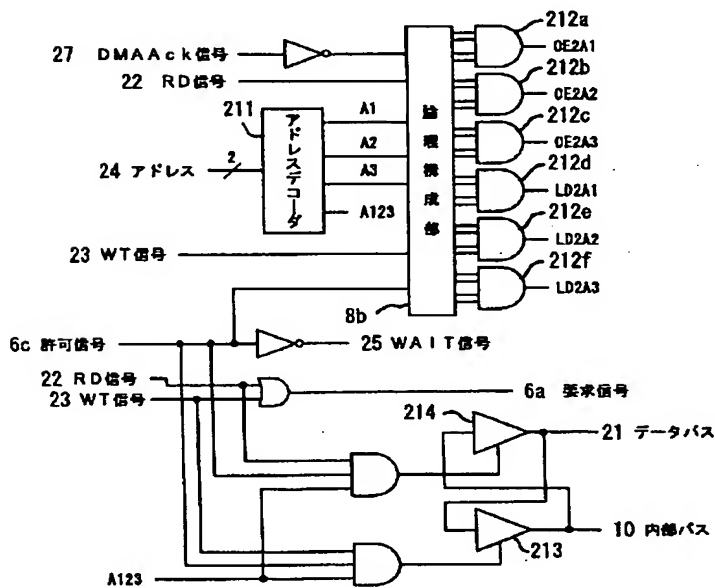 212a
27 DMAAck信号
OE2A1
212b
22 RD信号
OE2A2
211
A1
212c
アドレスデコーダ
論理構成部
OE2A3
A2
212d
24 アドレス
2
A3
LD2A1
A123
212e
LD2A2
23 WT信号
212f
LD2A3
8b
6c 許可信号
25 WAIT信号
22 RD信号
23 WT信号
6a 要求信号
214
21 データバス
10 内部バス
213
A123